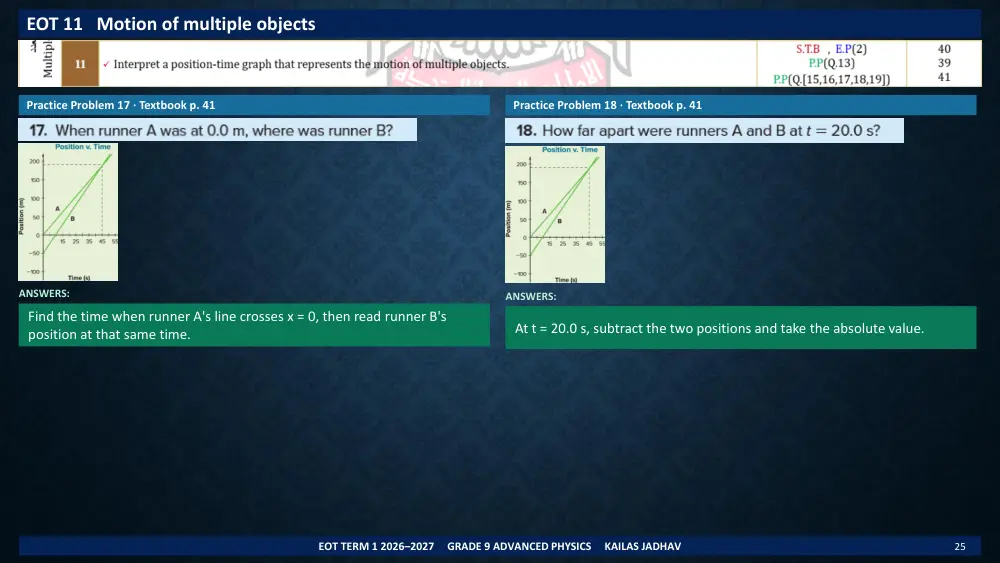 EOT 11 Motion of multiple objects
Multipl
11
✓ Interpret a position-time graph that represents the motion of multiple objects.
S.T.B , E.P(2)
P.P(Q.13)
P.P(Q.[15,16,17,18,19])
40
39
41
Practice Problem 17 · Textbook p. 41
17. When runner A was at 0.0 m, where was runner B?
Position v. Time
Position (m)
200
150
100
50
0
−50
−100
A
B
15 25 35 45 55
Time (s)
ANSWERS:
Find the time when runner A's line crosses x = 0, then read runner B's
position at that same time.
Practice Problem 18 · Textbook p. 41
18. How far apart were runners A and B at t = 20.0 s?
Position v. Time
Position (m)
200
150
100
50
0
−50
−100
A
B
15 25 35 45 55
Time (s)
ANSWERS:
At t = 20.0 s, subtract the two positions and take the absolute value.
EOT TERM 1 2026–2027 GRADE 9 ADVANCED PHYSICS KAILAS JADHAV
25